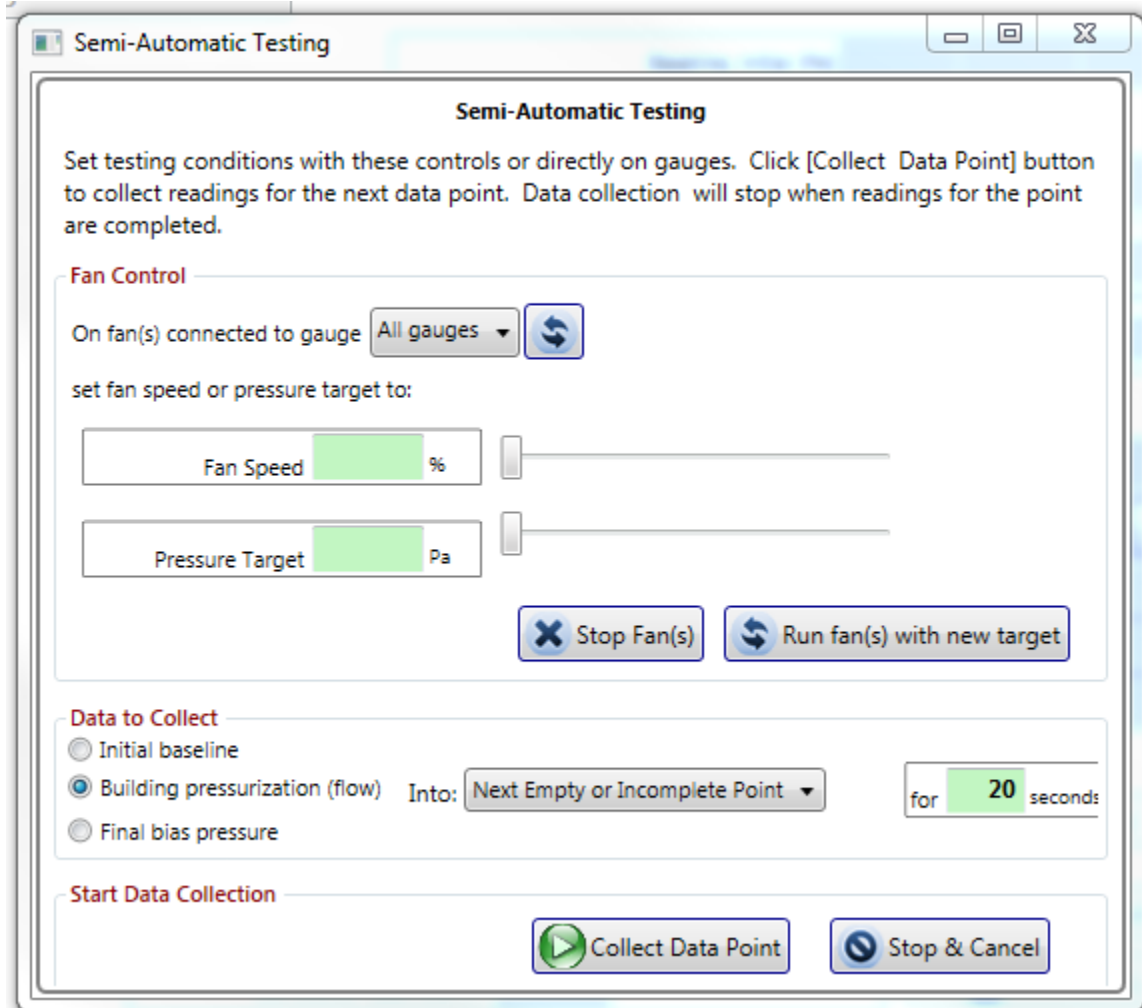 Semi-Automatic Testing
Semi-Automatic Testing
Set testing conditions with these controls or directly on gauges. Click [Collect Data Point] button
to collect readings for the next data point. Data collection will stop when readings for the point
are completed.
Fan Control
On fan(s) connected to gauge All gauges
set fan speed or pressure target to:
Fan Speed %
Pressure Target Pa
Stop Fan(s) Run fan(s) with new target
Data to Collect
Initial baseline
Building pressurization (flow) Into: Next Empty or Incomplete Point for 20 seconds
Final bias pressure
Start Data Collection
Collect Data Point Stop & Cancel